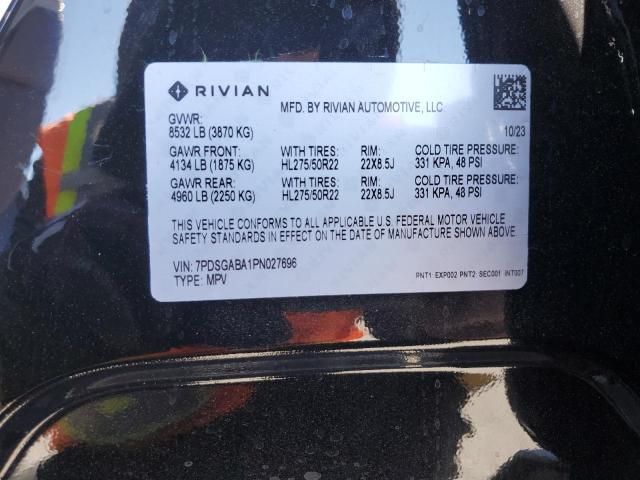 RIVIAN
MFD. BY RIVIAN AUTOMOTIVE, LLC
GVWR:
8532 LB (3870 KG) 10/23
GAWR FRONT: WITH TIRES: RIM: COLD TIRE PRESSURE:
4134 LB (1875 KG) HL275/50R22 22X8.5J 331 KPA, 48 PSI
GAWR REAR: WITH TIRES: RIM: COLD TIRE PRESSURE:
4960 LB (2250 KG) HL275/50R22 22X8.5J 331 KPA, 48 PSI
THIS VEHICLE CONFORMS TO ALL APPLICABLE U.S. FEDERAL MOTOR VEHICLE
SAFETY STANDARDS IN EFFECT ON THE DATE OF MANUFACTURE SHOWN ABOVE.
VIN: 7PDSGABA1PN027696
TYPE: MPV PNT1: EXP002 PNT2: SEC001 INT007